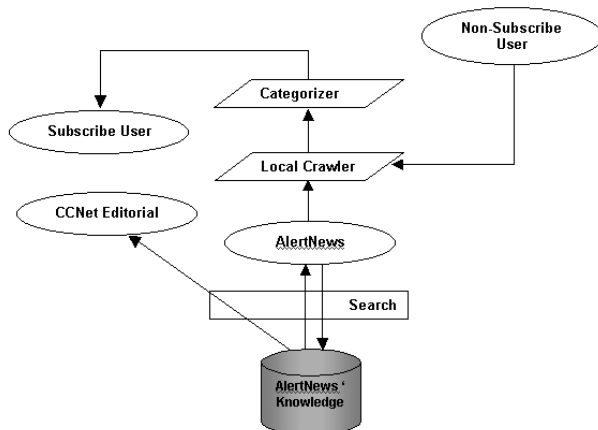 Non-Subscribe
User
Categorizer
Subscribe User
Local Crawler
CCNet Editorial
AlertNews
Search
AlertNews ‘
Knowledge